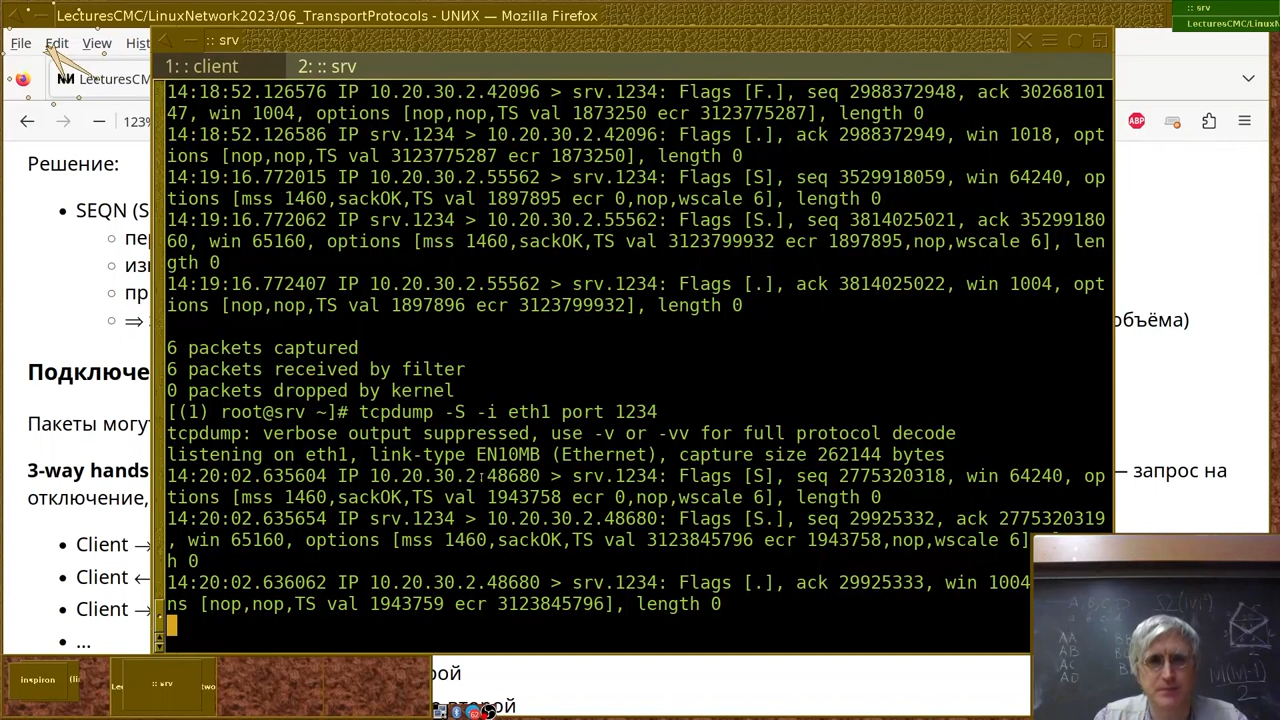 LecturesCMC/LinuxNetwork2023/06_TransportProtocols - UNИX — Mozilla Firefox
:: srv
LecturesCMC/LinuxN
File Edit View Hist
:: srv
1: : client
2: :: srv
LecturesCM
123%
ABP
Решение:
SEQN (S
пе
изм
пр
⇒
объёма)
Подключе
Пакеты могу
3-way hands
— запрос на
отключение,
Client →
Client ←
Client →
...
14:18:52.126576 IP 10.20.30.2.42096 > srv.1234: Flags [F.], seq 2988372948, ack 30268101
47, win 1004, options [nop,nop,TS val 1873250 ecr 3123775287], length 0
14:18:52.126586 IP srv.1234 > 10.20.30.2.42096: Flags [.], ack 2988372949, win 1018, opt
ions [nop,nop,TS val 3123775287 ecr 1873250], length 0
14:19:16.772015 IP 10.20.30.2.55562 > srv.1234: Flags [S], seq 3529918059, win 64240, op
tions [mss 1460,sackOK,TS val 1897895 ecr 0,nop,wscale 6], length 0
14:19:16.772062 IP srv.1234 > 10.20.30.2.55562: Flags [S.], seq 3814025021, ack 35299180
60, win 65160, options [mss 1460,sackOK,TS val 3123799932 ecr 1897895,nop,wscale 6], len
gth 0
14:19:16.772407 IP 10.20.30.2.55562 > srv.1234: Flags [.], ack 3814025022, win 1004, opt
ions [nop,nop,TS val 1897896 ecr 3123799932], length 0
6 packets captured
6 packets received by filter
0 packets dropped by kernel
[(1) root@srv ~]# tcpdump -S -i eth1 port 1234
tcpdump: verbose output suppressed, use -v or -vv for full protocol decode
listening on eth1, link-type EN10MB (Ethernet), capture size 262144 bytes
14:20:02.635604 IP 10.20.30.2.48680 > srv.1234: Flags [S], seq 2775320318, win 64240, op
tions [mss 1460,sackOK,TS val 1943758 ecr 0,nop,wscale 6], length 0
14:20:02.635654 IP srv.1234 > 10.20.30.2.48680: Flags [S.], seq 29925332, ack 2775320319
, win 65160, options [mss 1460,sackOK,TS val 3123845796 ecr 1943758,nop,wscale 6]
h 0
14:20:02.636062 IP 10.20.30.2.48680 > srv.1234: Flags [.], ack 29925333, win 1004
ns [nop,nop,TS val 1943759 ecr 3123845796], length 0
рой
второй
inspiron
:: srv